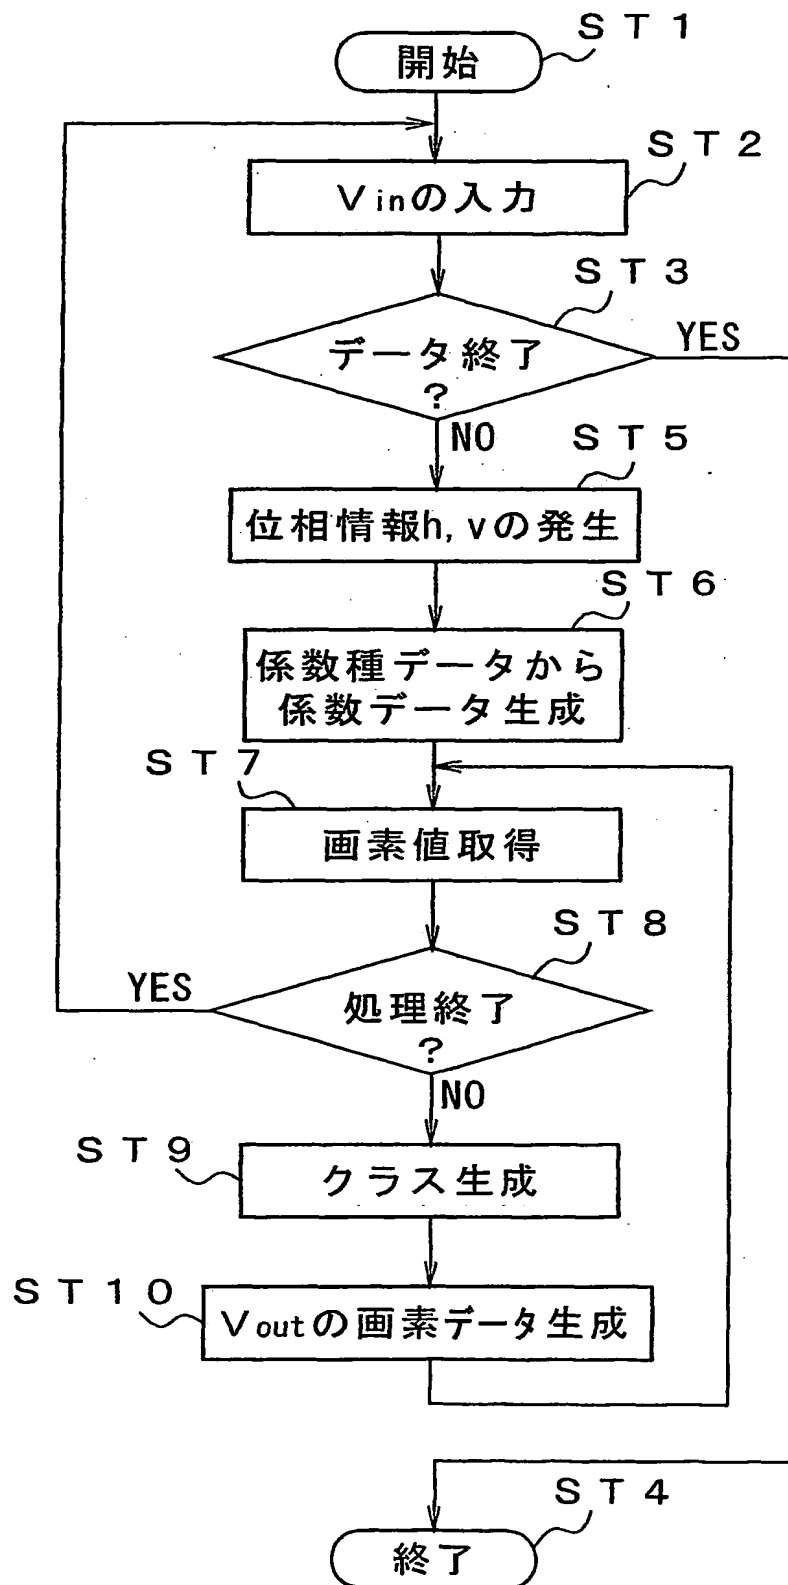 ST1
開始
ST2
Vinの入力
ST3
データ終了
?
YES
NO
ST5
位相情報h, vの発生
ST6
係数種データから
係数データ生成
ST7
画素値取得
ST8
処理終了
?
YES
NO
ST9
クラス生成
ST10
Voutの画素データ生成
ST4
終了